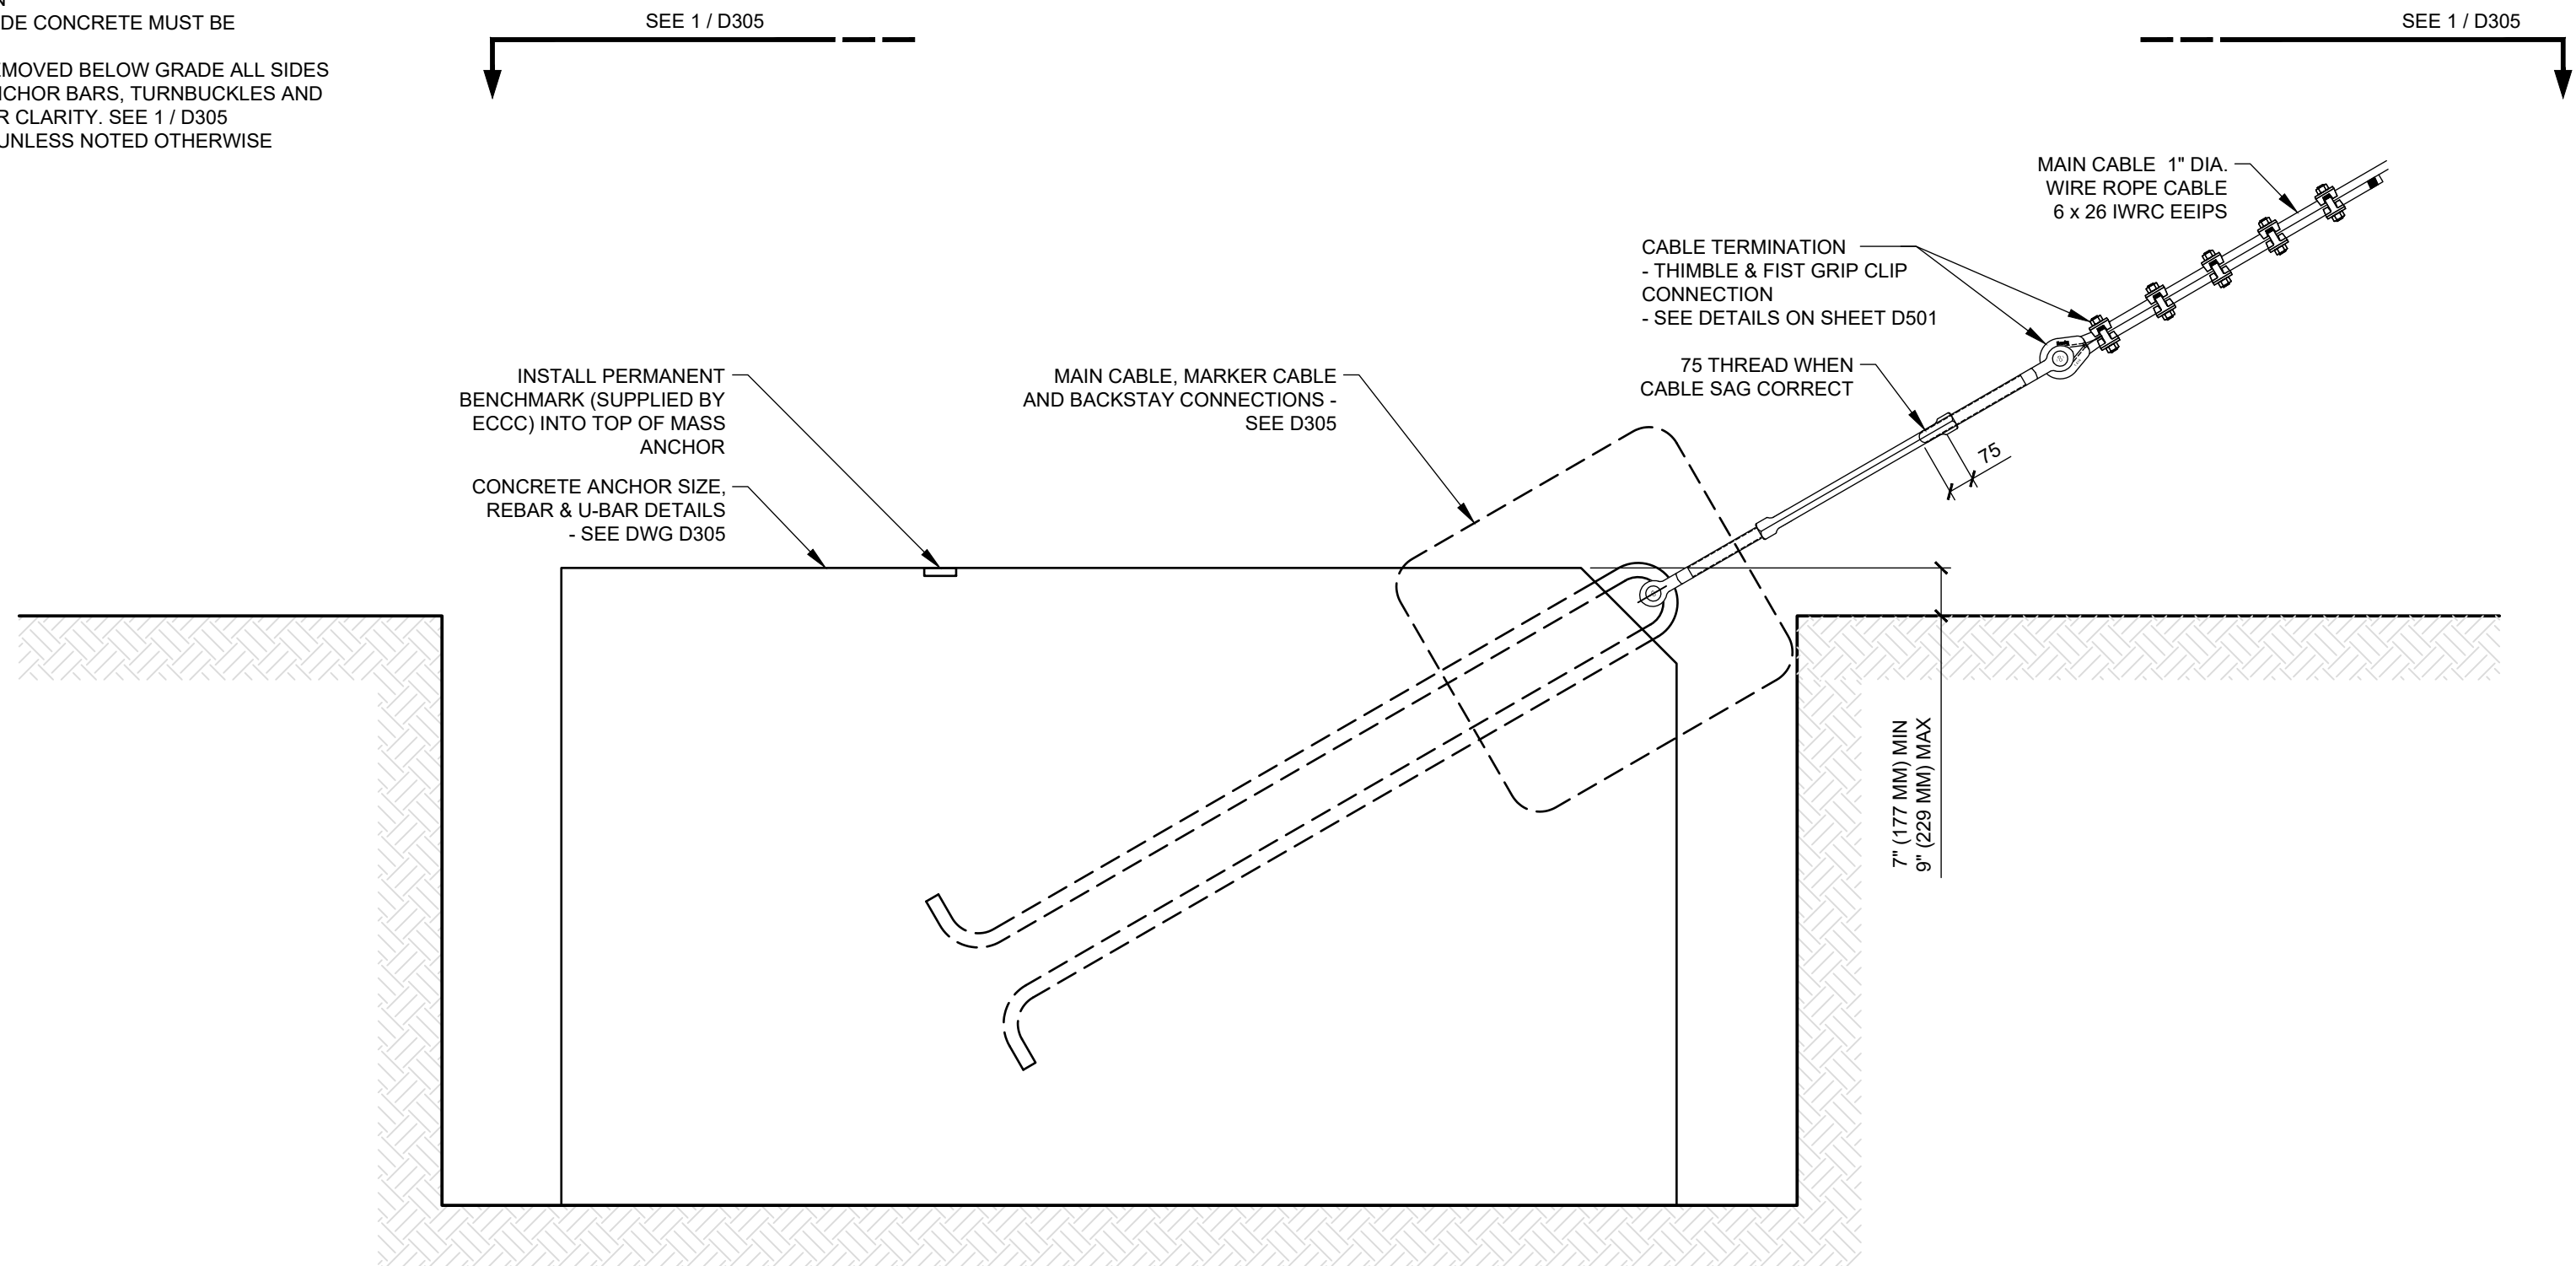 DE CONCRETE MUST BE
EMOVED BELOW GRADE ALL SIDES
NCHOR BARS, TURNBUCKLES AND
R CLARITY. SEE 1 / D305
UNLESS NOTED OTHERWISE
SEE 1 / D305
SEE 1 / D305
MAIN CABLE 1" DIA.
WIRE ROPE CABLE
6 x 26 IWRC EEIPS
CABLE TERMINATION
- THIMBLE & FIST GRIP CLIP
CONNECTION
- SEE DETAILS ON SHEET D501
75 THREAD WHEN
CABLE SAG CORRECT
75
INSTALL PERMANENT
BENCHMARK (SUPPLIED BY
ECCC) INTO TOP OF MASS
ANCHOR
MAIN CABLE, MARKER CABLE
AND BACKSTAY CONNECTIONS -
SEE D305
CONCRETE ANCHOR SIZE,
REBAR & U-BAR DETAILS
- SEE DWG D305
7" (177 MM) MIN
9" (229 MM) MAX